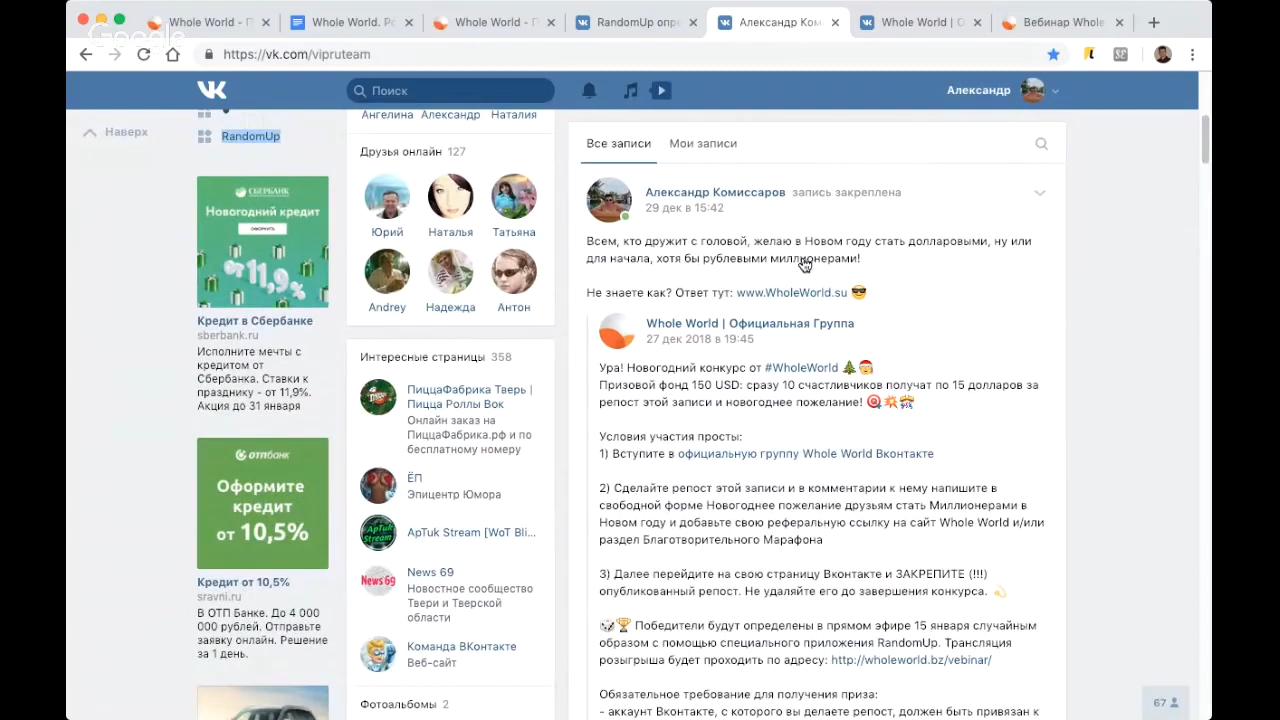 Whole World - П
Whole World. Ро
Whole World - П
RandomUp опре
Александр Ком
Whole World | О
Вебинар Whole
Google
https://vk.com/vipruteam
Поиск
Александр
Наверх
RandomUp
СБЕРБАНК
Новогодний кредит
от 11,9%
Кредит в Сбербанке
sberbank.ru
Исполните мечты с
кредитом от
Сбербанка. Ставки к
празднику - от 11,9%.
Акция до 31 января
отпбанк
Оформите
кредит
от 10,5%
Кредит от 10,5%
sravni.ru
В ОТП Банке. До 4 000
000 рублей. Отправьте
заявку онлайн. Решение
за 1 день.
Ангелина Александр Наталия
Друзья онлайн 127
Юрий Наталья Татьяна
Andrey Надежда Антон
Интересные страницы 358
ПиццаФабрика Тверь |
Пицца Роллы Вок
Онлайн заказ на
ПиццаФабрика.рф и по
бесплатному номеру
ЁП
Эпицентр Юмора
ApTuk Stream
ApTuk Stream [WoT Bli...
News 69
News 69
Новостное сообщество
Твери и Тверской
области
Команда ВКонтакте
Веб-сайт
Фотоальбомы 2
Все записи Мои записи
Александр Комиссаров запись закреплена
29 дек в 15:42
Всем, кто дружит с головой, желаю в Новом году стать долларовыми, ну или
для начала, хотя бы рублевыми миллионерами!
Не знаете как? Ответ тут: www.WholeWorld.su 😎
Whole World | Официальная Группа
27 дек 2018 в 19:45
Ура! Новогодний конкурс от #WholeWorld 🎄🎅
Призовой фонд 150 USD: сразу 10 счастливчиков получат по 15 долларов за
репост этой записи и новогоднее пожелание! 🎯💥🎊
Условия участия просты:
1) Вступите в официальную группу Whole World Вконтакте
2) Сделайте репост этой записи и в комментарии к нему напишите в
свободной форме Новогоднее пожелание друзьям стать Миллионерами в
Новом году и добавьте свою реферальную ссылку на сайт Whole World и/или
раздел Благотворительного Марафона
3) Далее перейдите на свою страницу Вконтакте и ЗАКРЕПИТЕ (!!!)
опубликованный репост. Не удаляйте его до завершения конкурса. 💫
🎲🏆 Победители будут определены в прямом эфире 15 января случайным
образом с помощью специального приложения RandomUp. Трансляция
розыгрыша будет проходить по адресу: http://wholeworld.bz/vebinar/
Обязательное требование для получения приза:
- аккаунт Вконтакте, с которого вы делаете репост, должен быть привязан к
67